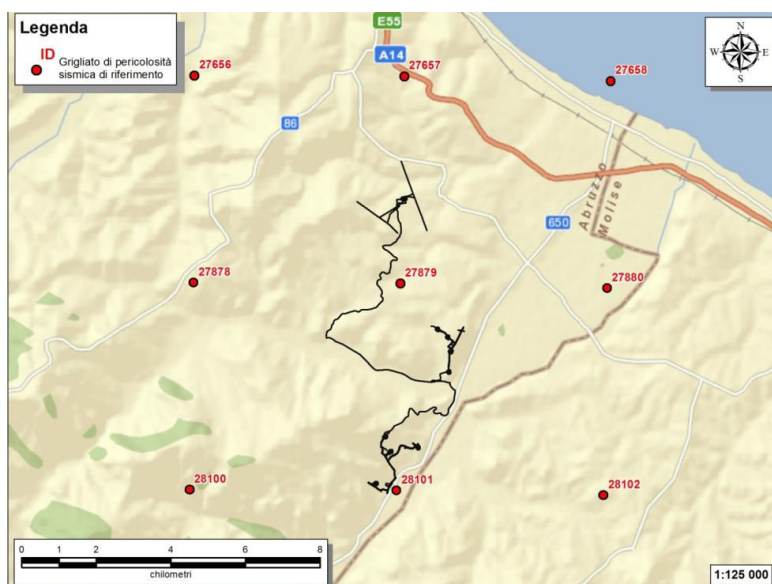 Legenda
ID
Grigliato di pericolosità
sismica di riferimento
E55
A14
N
W
E
S
27656
27657
27658
86
650
Abruzzo
Molise
27878
27879
27880
28100
28101
28102
0 1 2 4 6 8
chilometri
1:125 000